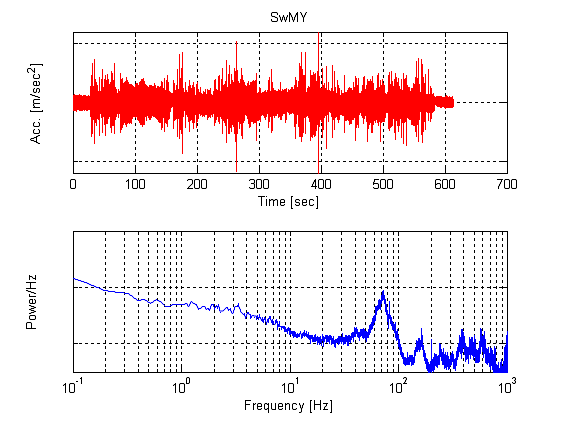 SwMY
Acc. [m/sec²]
0 100 200 300 400 500 600 700
Time [sec]
Power/Hz
10⁻¹ 10⁰ 10¹ 10² 10³
Frequency [Hz]